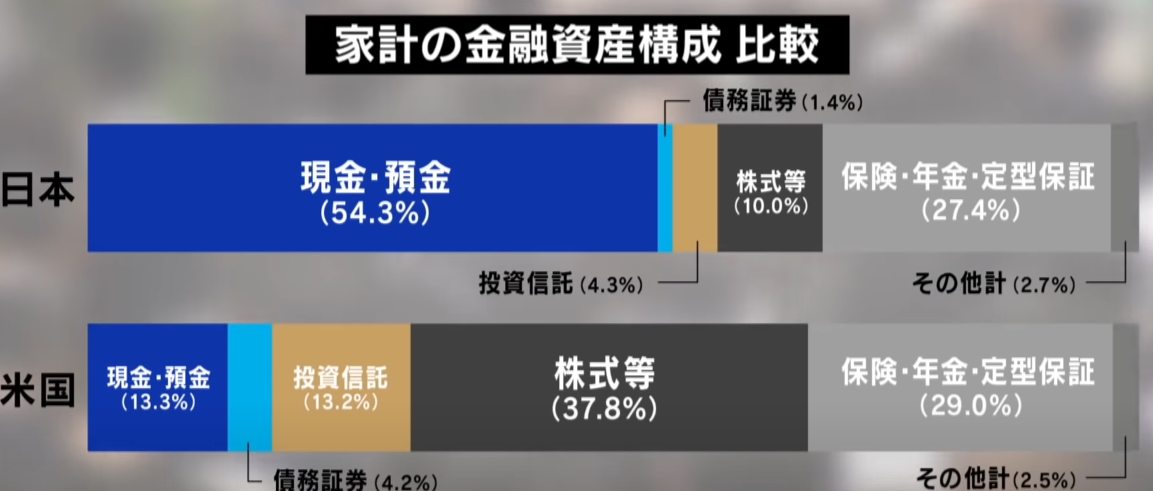 家計の金融資産構成 比較
債務証券(1.4%)
日本
現金・預金
(54.3%)
株式等
(10.0%)
保険・年金・定型保証
(27.4%)
投資信託(4.3%)
その他計(2.7%)
米国
現金・預金
(13.3%)
投資信託
(13.2%)
株式等
(37.8%)
保険・年金・定型保証
(29.0%)
債務証券(4.2%)
その他計(2.5%)